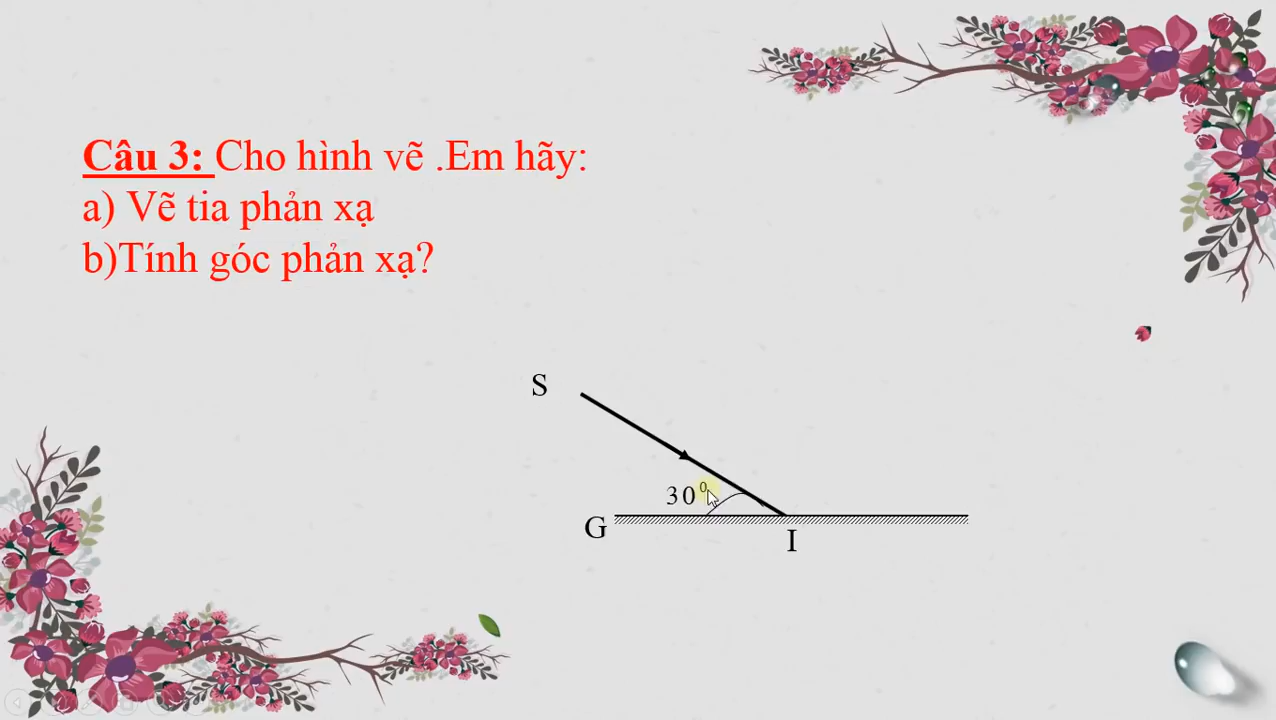 Câu 3: Cho hình vẽ .Em hãy:
a) Vẽ tia phản xạ
b)Tính góc phản xạ?
S
30⁰
G
I